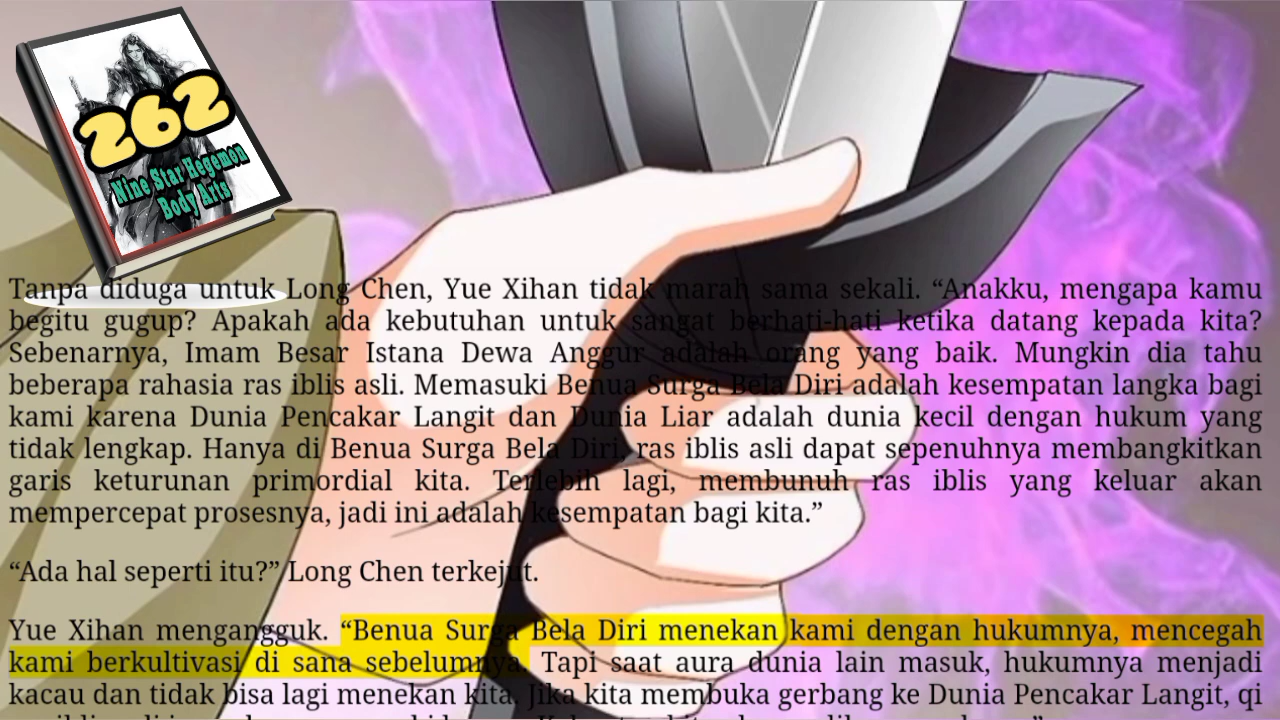 262
Nine Star Hegemon
Body Arts
Tanpa diduga untuk Long Chen, Yue Xihan tidak marah sama sekali. “Anakku, mengapa kamu
begitu gugup? Apakah ada kebutuhan untuk sangat berhati-hati ketika datang kepada kita?
Sebenarnya, Imam Besar Istana Dewa Anggur adalah orang yang baik. Mungkin dia tahu
beberapa rahasia ras iblis asli. Memasuki Benua Surga Bela Diri adalah kesempatan langka bagi
kami karena Dunia Pencakar Langit dan Dunia Liar adalah dunia kecil dengan hukum yang
tidak lengkap. Hanya di Benua Surga Bela Diri, ras iblis asli dapat sepenuhnya membangkitkan
garis keturunan primordial kita. Terlebih lagi, membunuh ras iblis yang keluar akan
mempercepat prosesnya, jadi ini adalah kesempatan bagi kita.”
“Ada hal seperti itu?” Long Chen terkejut.
Yue Xihan mengangguk. “Benua Surga Bela Diri menekan kami dengan hukumnya, mencegah
kami berkultivasi di sana sebelumnya. Tapi saat aura dunia lain masuk, hukumnya menjadi
kacau dan tidak bisa lagi menekan kita. Jika kita membuka gerbang ke Dunia Pencakar Langit, qi